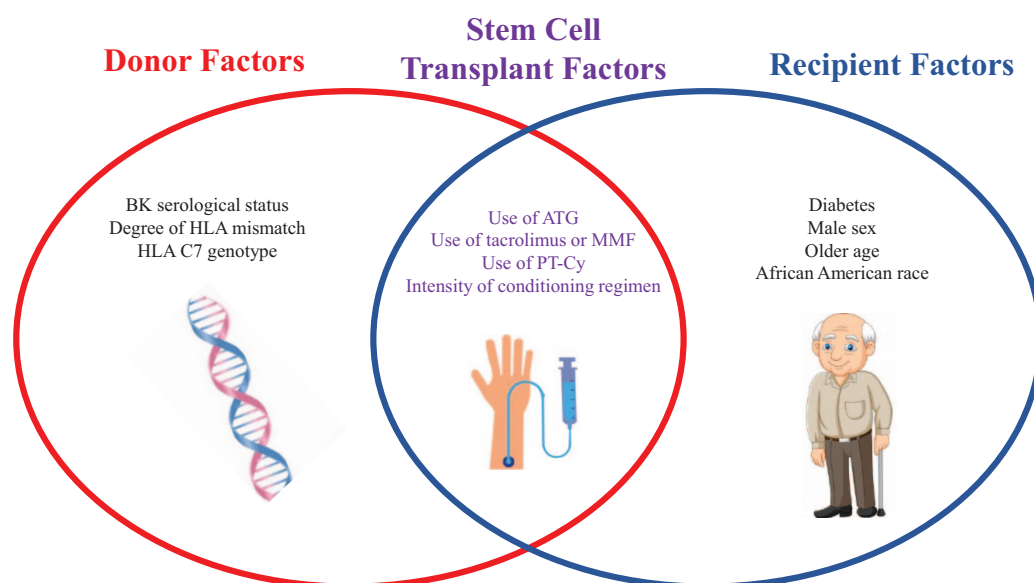 Donor Factors
Stem Cell
Transplant Factors
Recipient Factors
BK serological status
Degree of HLA mismatch
HLA C7 genotype
Use of ATG
Use of tacrolimus or MMF
Use of PT-Cy
Intensity of conditioning regimen
Diabetes
Male sex
Older age
African American race